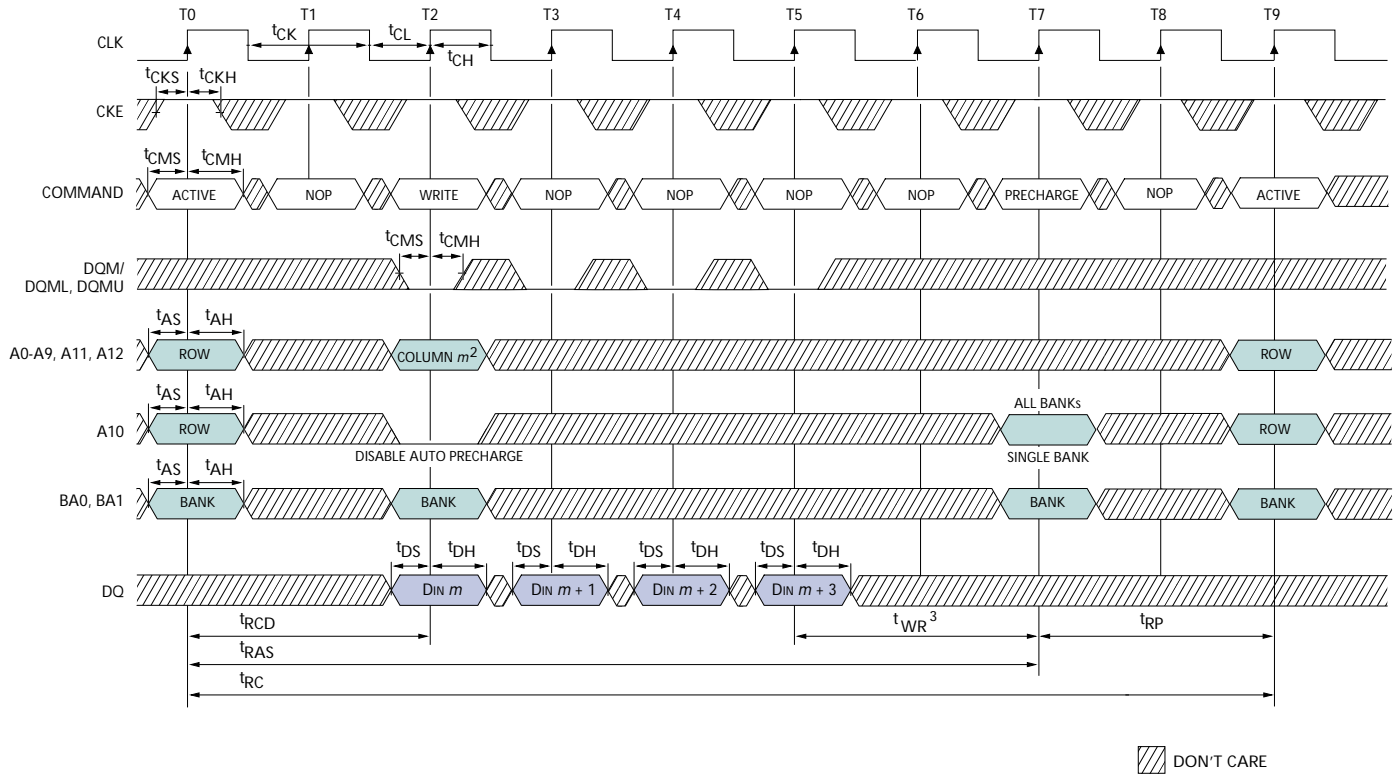 T0 T1 T2 T3 T4 T5 T6 T7 T8 T9
CLK
tCK tCL
tCH
tCKS tCKH
CKE
tCMS tCMH
COMMAND ACTIVE NOP WRITE NOP NOP NOP NOP PRECHARGE NOP ACTIVE
tCMS tCMH
DQM/
DQML, DQMU
tAS tAH
A0-A9, A11, A12 ROW COLUMN m2 ROW
tAS tAH
ALL BANKs
A10 ROW ROW
DISABLE AUTO PRECHARGE SINGLE BANK
tAS tAH
BA0, BA1 BANK BANK BANK BANK
tDS tDH tDS tDH tDS tDH tDS tDH
DQ DIN m DIN m + 1 DIN m + 2 DIN m + 3
tRCD tWR3 tRP
tRAS
tRC
DON'T CARE